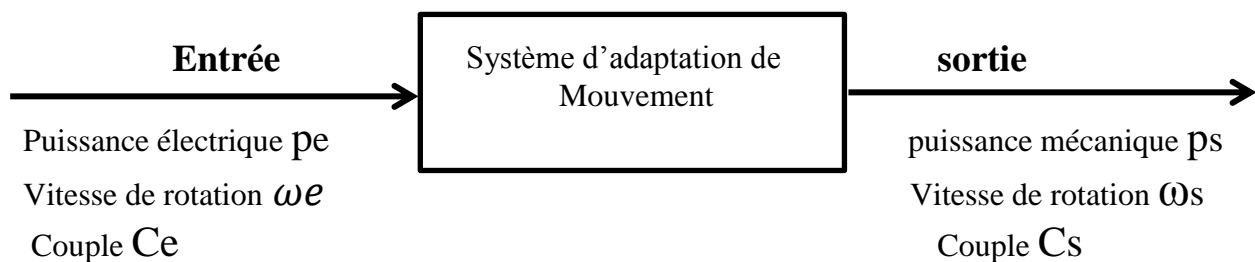 Entrée
Système d’adaptation de
Mouvement
sortie
Puissance électrique pe
Vitesse de rotation ωe
Couple Ce
puissance mécanique ps
Vitesse de rotation ωs
Couple Cs